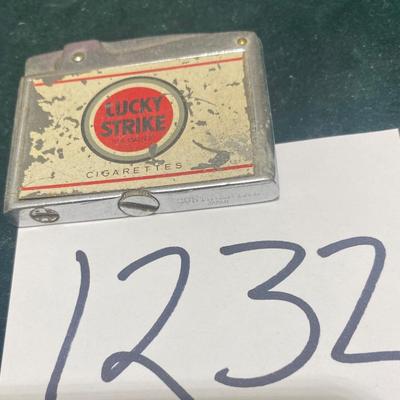 LUCKY
STRIKE
CIGARETTES
1232